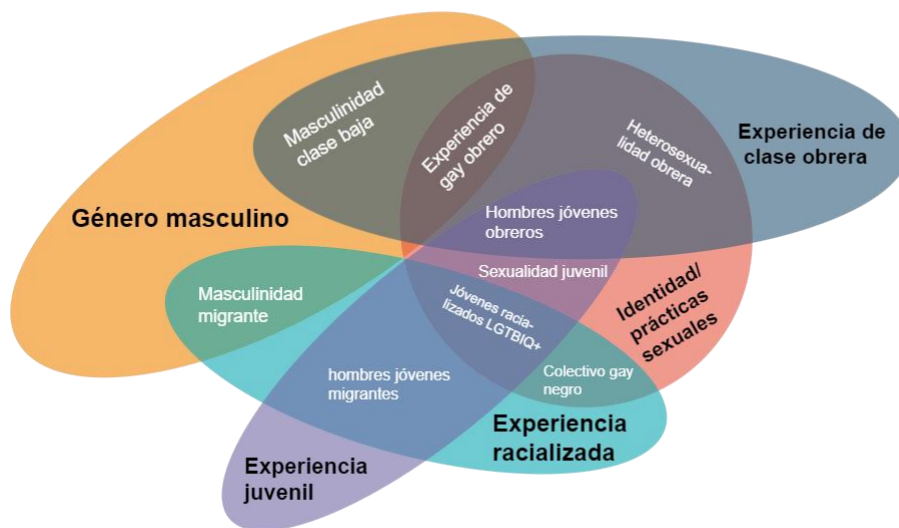 Masculinidad
clase baja
Experiencia de
gay obrero
Heterosexua-
lidad obrera
Experiencia de
clase obrera
Género masculino
Hombres jóvenes
obreros
Sexualidad juvenil
Identidad/
prácticas
sexuales
Masculinidad
migrante
Jóvenes racia-
lizados LGTBIQ+
hombres jóvenes
migrantes
Colectivo gay
negro
Experiencia
racializada
Experiencia
juvenil